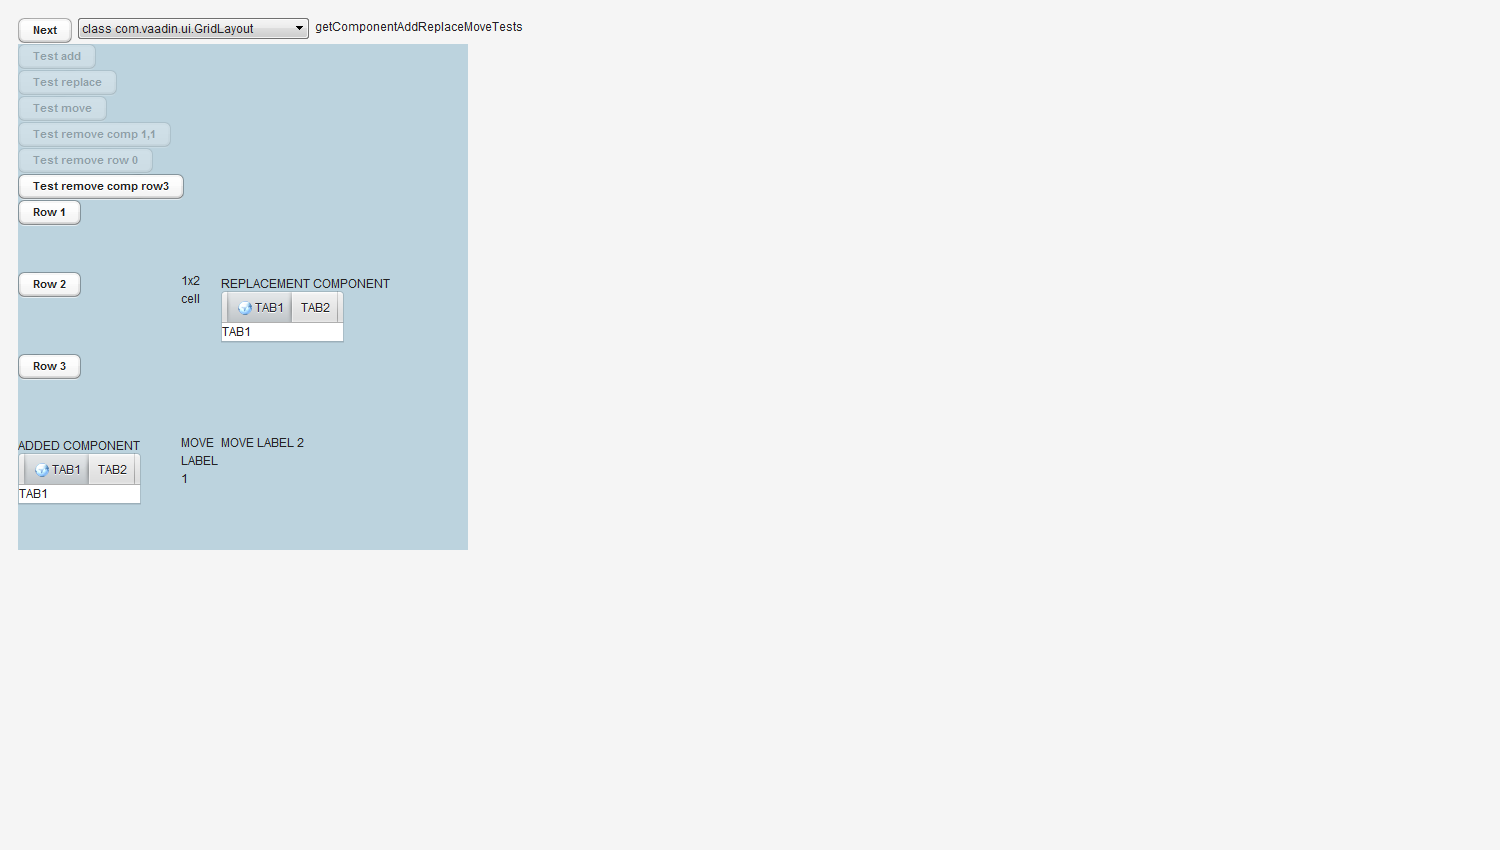 Next class com.vaadin.ui.GridLayout getComponentAddReplaceMoveTests
Test add
Test replace
Test move
Test remove comp 1,1
Test remove row 0
Test remove comp row3
Row 1
Row 2 1x2 REPLACEMENT COMPONENT
cell
TAB1 TAB2
TAB1
Row 3
ADDED COMPONENT MOVE MOVE LABEL 2
LABEL
TAB1 TAB2
1
TAB1